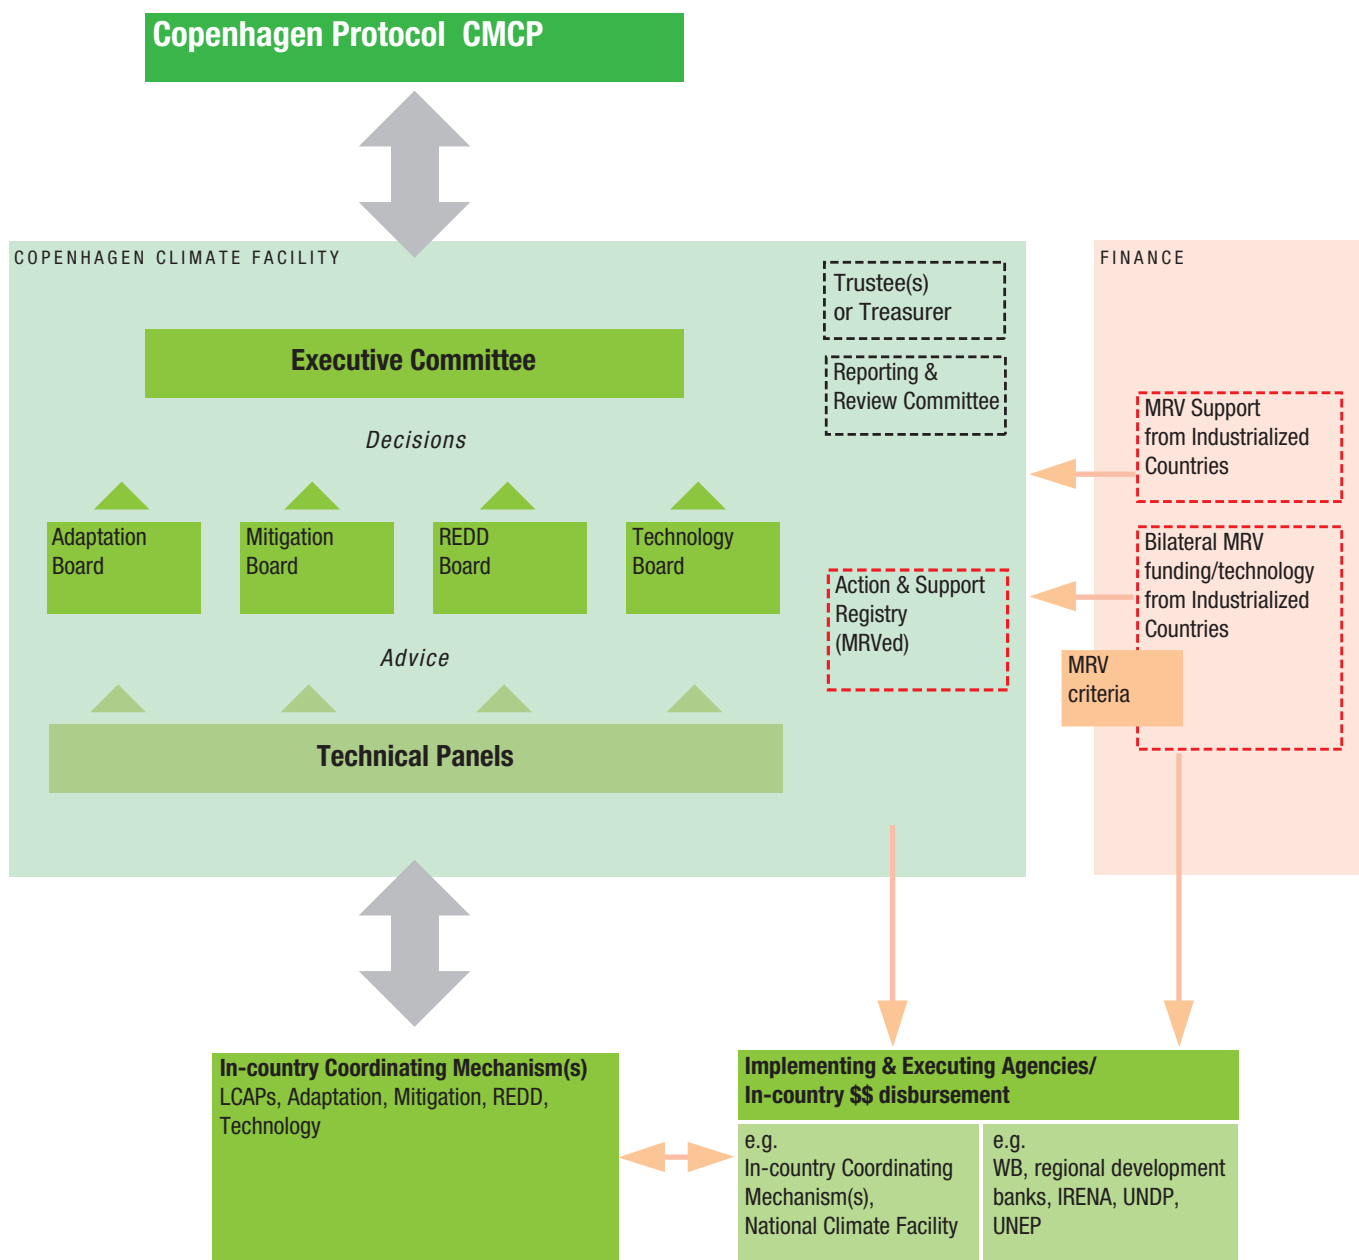 Copenhagen Protocol CMCP
COPENHAGEN CLIMATE FACILITY
Trustee(s)
or Treasurer
Executive Committee
Reporting &
Review Committee
Decisions
Adaptation
Board
Mitigation
Board
REDD
Board
Technology
Board
Action & Support
Registry
(MRVed)
Advice
Technical Panels
FINANCE
MRV Support
from Industrialized
Countries
Bilateral MRV
funding/technology
from Industrialized
Countries
MRV
criteria
In-country Coordinating Mechanism(s)
LCAPs, Adaptation, Mitigation, REDD,
Technology
Implementing & Executing Agencies/
In-country $$ disbursement
e.g.
In-country Coordinating
Mechanism(s),
National Climate Facility
e.g.
WB, regional development
banks, IRENA, UNDP,
UNEP